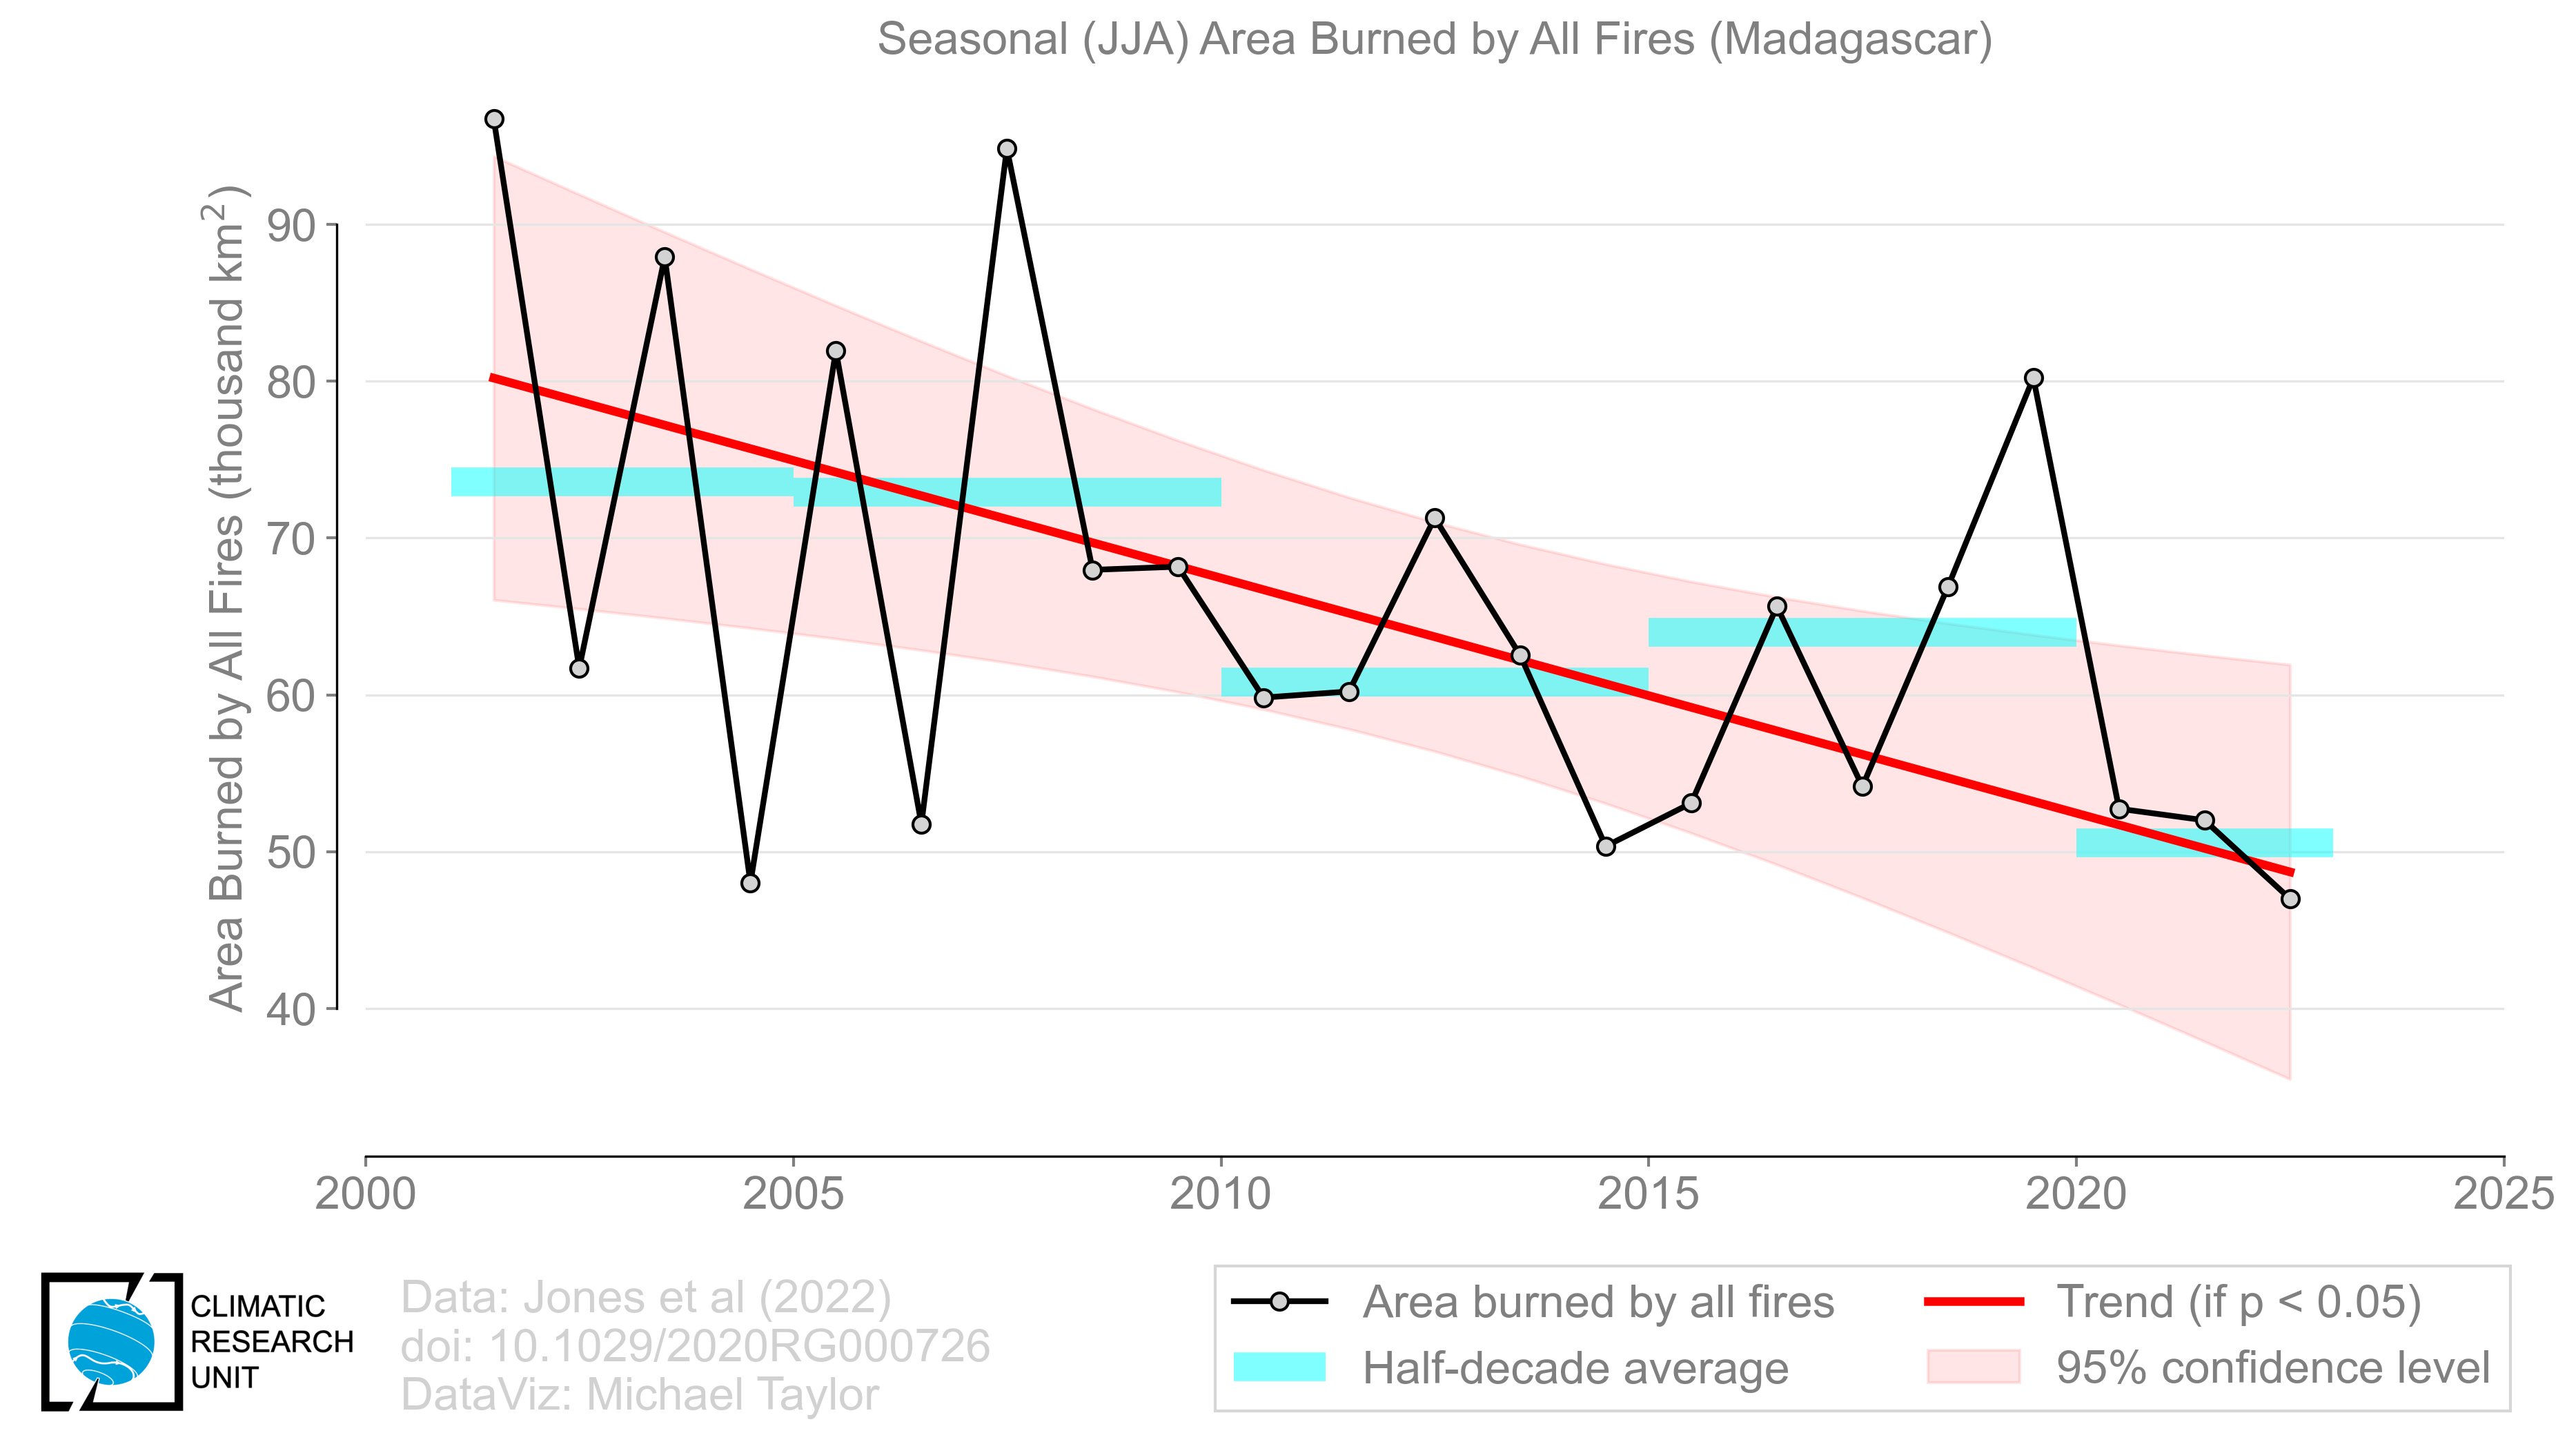 Seasonal (JJA) Area Burned by All Fires (Madagascar)
Area Burned by All Fires (thousand km²)
90
80
70
60
50
40
2000
2005
2010
2015
2020
2025
CLIMATIC
RESEARCH
UNIT
Data: Jones et al (2022)
doi: 10.1029/2020RG000726
DataViz: Michael Taylor
Area burned by all fires
Half-decade average
Trend (if p < 0.05)
95% confidence level